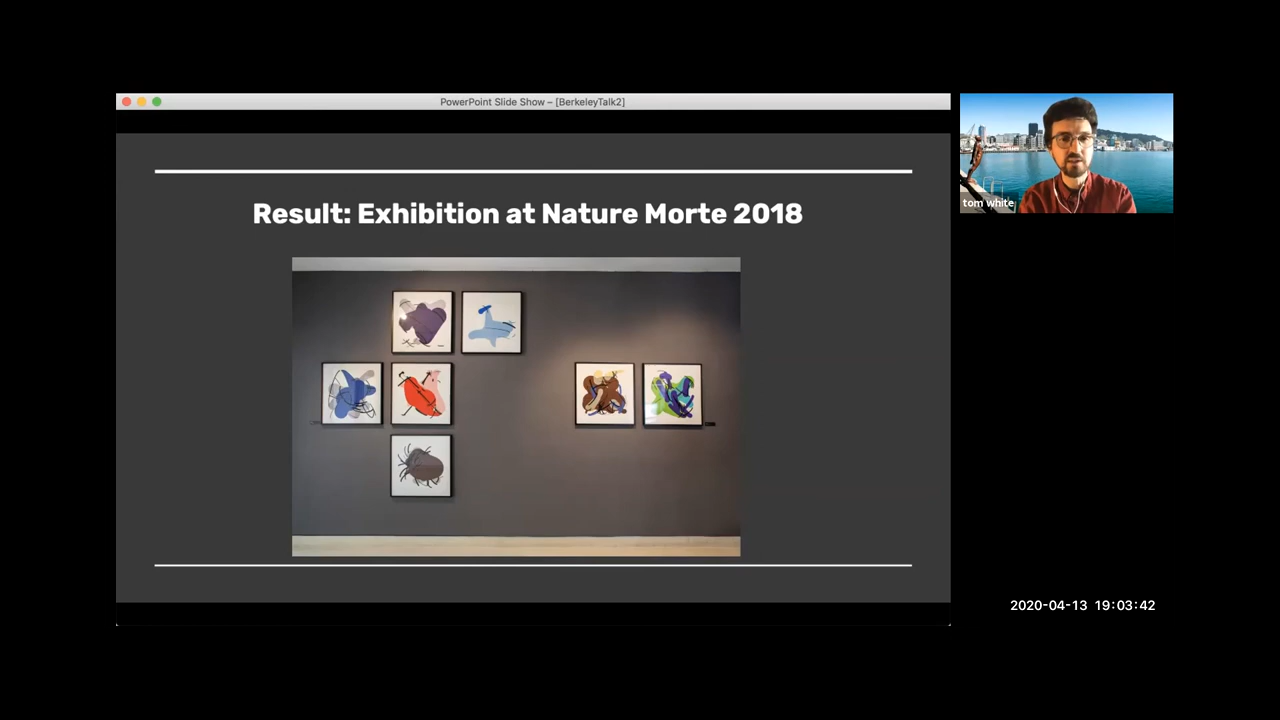 PowerPoint Slide Show – [BerkeleyTalk2]
Result: Exhibition at Nature Morte 2018
tom white
2020-04-13 19:03:42